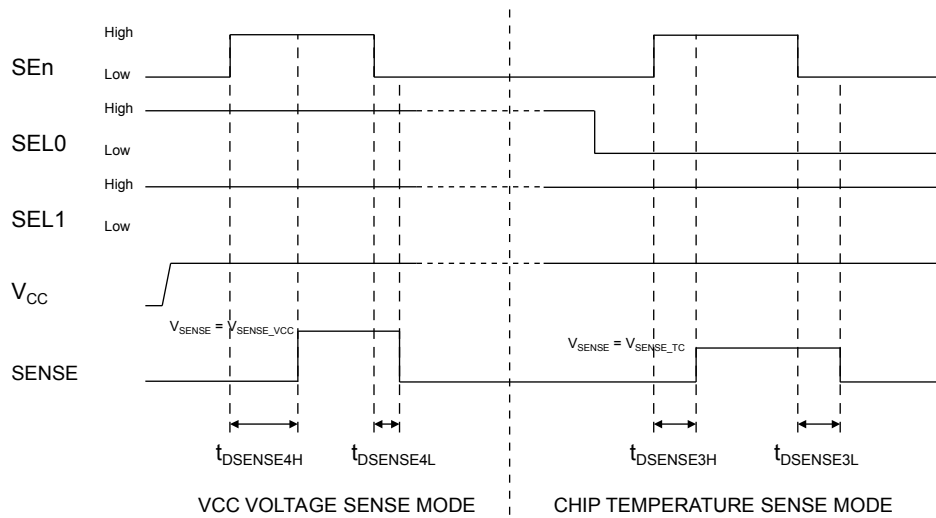 High
SEn
Low
High
SEL0
Low
High
SEL1
Low
VCC
VSENSE = VSENSE_VCC
VSENSE = VSENSE_TC
SENSE
tDSENSE4H
tDSENSE4L
tDSENSE3H
tDSENSE3L
VCC VOLTAGE SENSE MODE
CHIP TEMPERATURE SENSE MODE